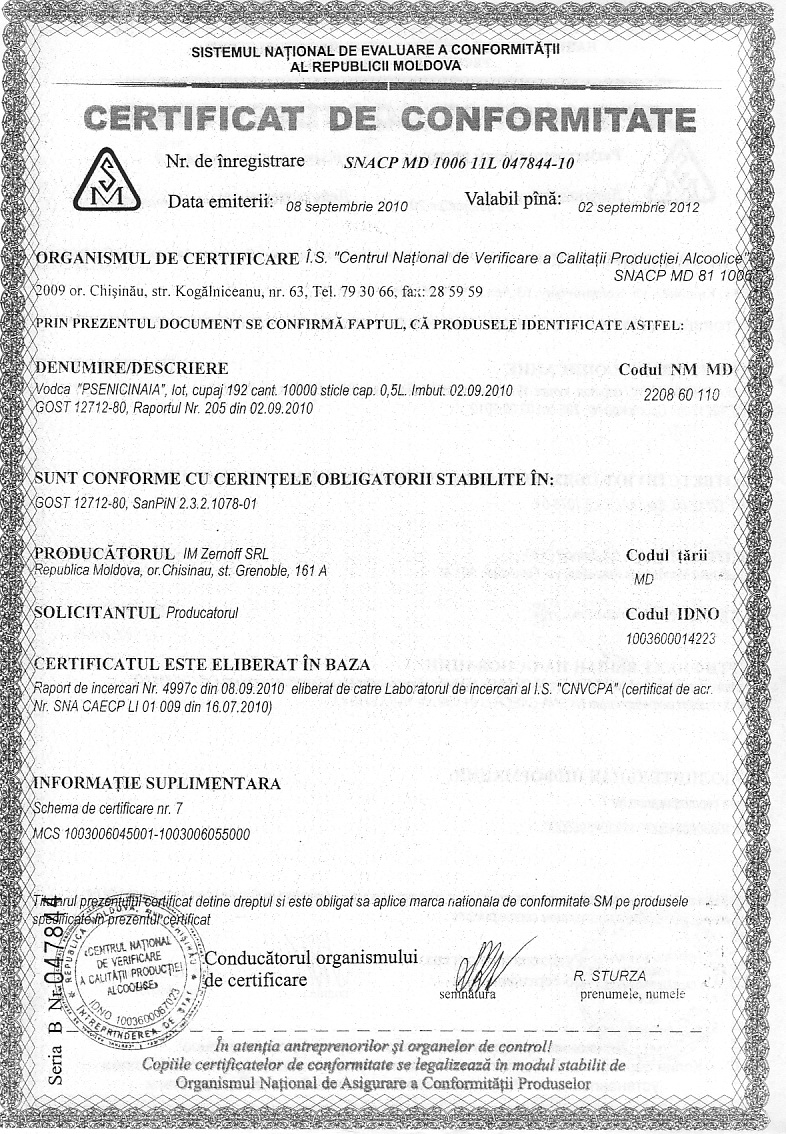 SISTEMUL NAȚIONAL DE EVALUARE A CONFORMITĂȚII
AL REPUBLICII MOLDOVA
CERTIFICAT DE CONFORMITATE
SM
Nr. de înregistrare SNACP MD 1006 11L 047844-10
Data emiterii: 08 septembrie 2010 Valabil pînă: 02 septembrie 2012
ORGANISMUL DE CERTIFICARE Î.S. "Centrul Național de Verificare a Calitații Producției Alcoolice"
SNACP MD 81 1006
2009 or. Chișinău, str. Kogălniceanu, nr. 63, Tel. 79 30 66, fax: 28 59 59
PRIN PREZENTUL DOCUMENT SE CONFIRMĂ FAPTUL, CĂ PRODUSELE IDENTIFICATE ASTFEL:
DENUMIRE/DESCRIERE Codul NM MD
Vodca "PSENICINAIA", lot, cupaj 192 cant. 10000 sticle cap. 0,5L. Imbut. 02.09.2010 2208 60 110
GOST 12712-80, Raportul Nr. 205 din 02.09.2010
SUNT CONFORME CU CERINȚELE OBLIGATORII STABILITE ÎN:
GOST 12712-80, SanPiN 2.3.2.1078-01
PRODUCĂTORUL IM Zernoff SRL Codul țării
Republica Moldova, or.Chisinau, st. Grenoble, 161 A MD
SOLICITANTUL Producatorul Codul IDNO
1003600014223
CERTIFICATUL ESTE ELIBERAT ÎN BAZA
Raport de incercari Nr. 4997c din 08.09.2010 eliberat de catre Laboratorul de incercari al I.S. "CNVCPA" (certificat de acr.
Nr. SNA CAECP LI 01 009 din 16.07.2010)
INFORMAȚIE SUPLIMENTARA
Schema de certificare nr. 7
MCS 1003006045001-1003006055000
Titularul prezentului certificat detine dreptul si este obligat sa aplice marca nationala de conformitate SM pe produsele
specificate in prezentul certificat
Seria B Nr. 047844
REPUBLICA MOLDOVA,
CENTRUL NAȚIONAL
DE VERIFICARE
A CALITĂȚII PRODUCȚIEI
ALCOOLICE
IDNO 1003600067023
ÎNTREPRINDEREA DE STAT
Conducătorul organismului
de certificare
semnătura
R. STURZA
prenumele, numele
În atenția antreprenorilor și organelor de control!
Copiile certificatelor de conformitate se legalizează în modul stabilit de
Organismul Național de Asigurare a Conformității Produselor